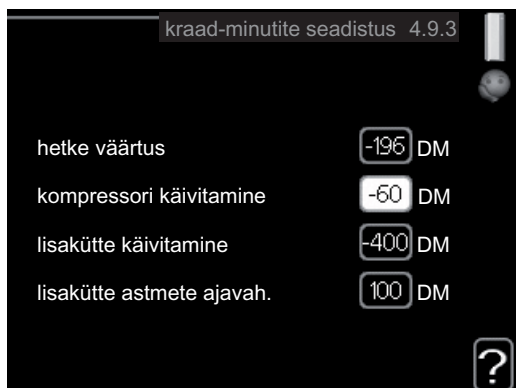 kraad-minutite seadistus 4.9.3
hetke väärtus -196 DM
kompressori käivitamine -60 DM
lisakütte käivitamine -400 DM
lisakütte astmete ajavah. 100 DM
?